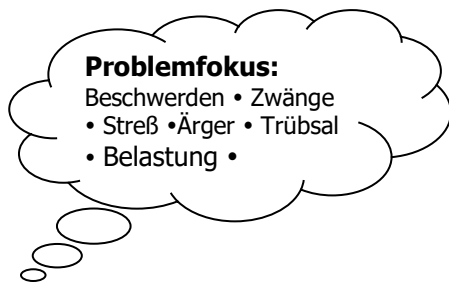 Problemfokus:
Beschwerden • Zwänge
• Streß •Ärger • Trübsal
• Belastung •